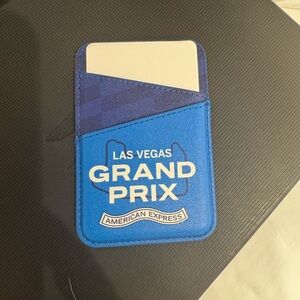 LAS VEGAS
GRAND
PRIX
AMERICAN EXPRESS